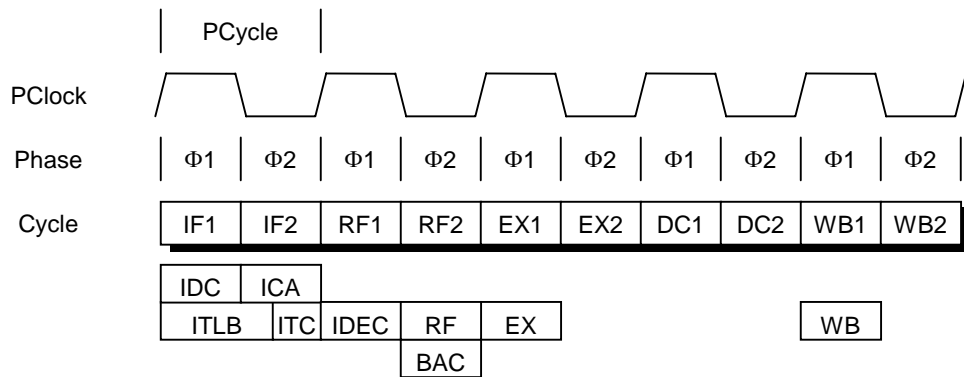 PCycle
PClock
Phase Φ1 Φ2 Φ1 Φ2 Φ1 Φ2 Φ1 Φ2 Φ1 Φ2
Cycle IF1 IF2 RF1 RF2 EX1 EX2 DC1 DC2 WB1 WB2
IDC ICA
ITLB ITC IDEC RF EX WB
BAC